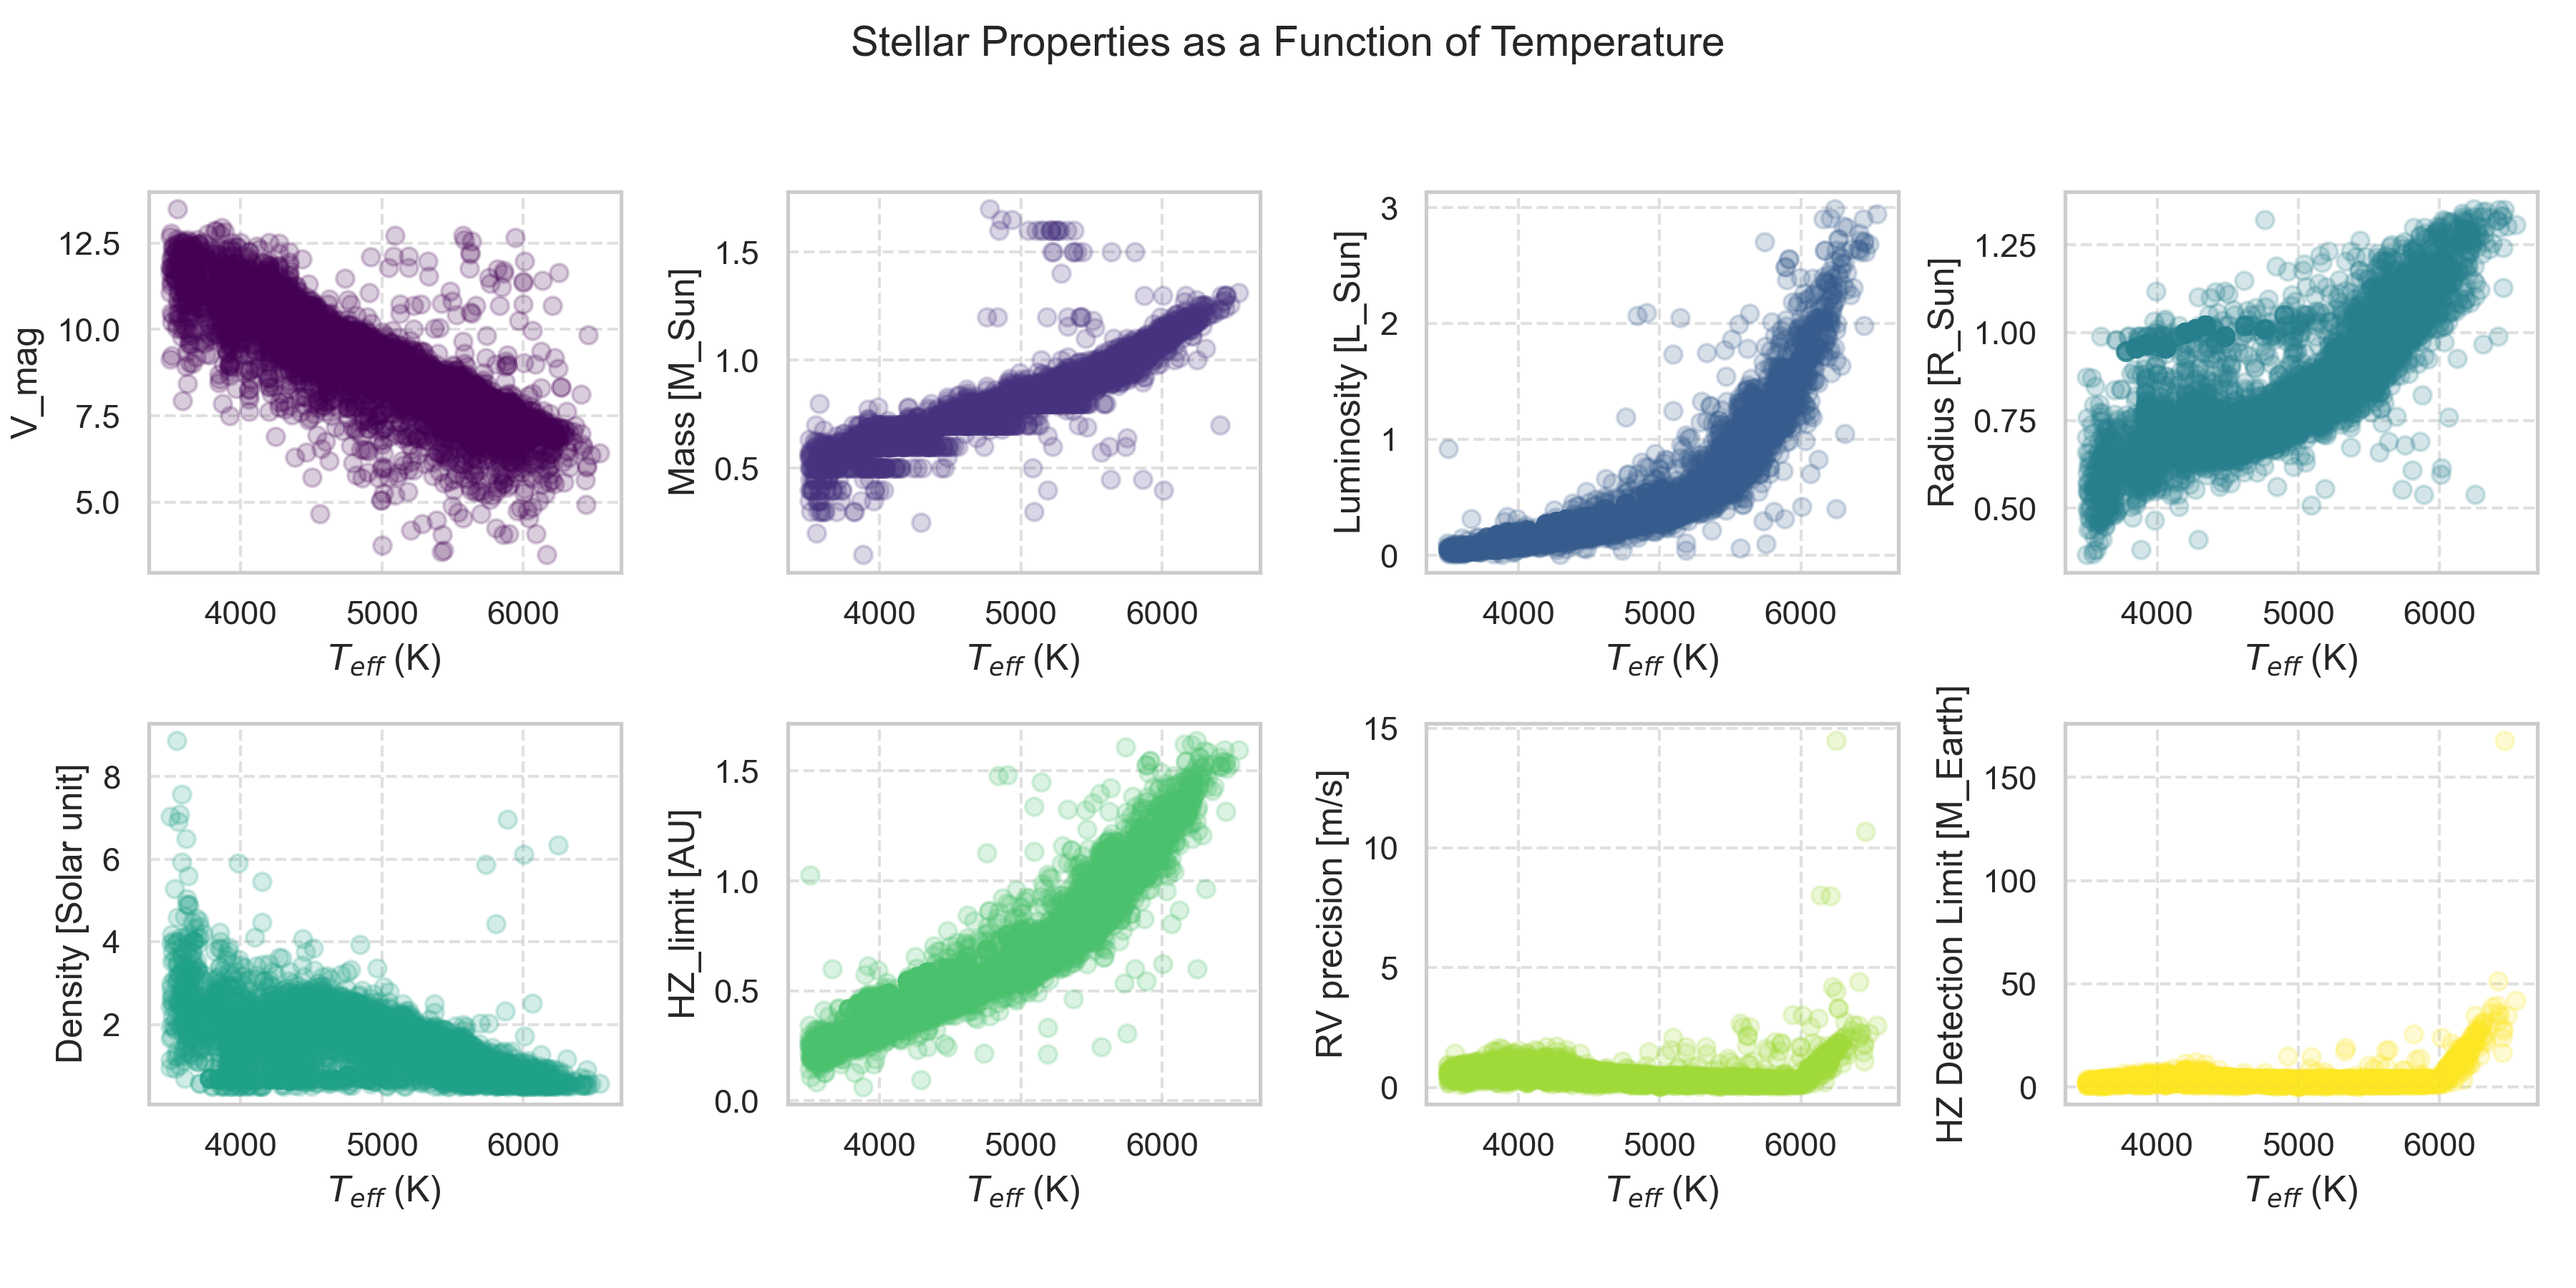 Stellar Properties as a Function of Temperature
V_mag
12.5
10.0
7.5
5.0
4000 5000 6000
T_eff (K)
Mass [M_Sun]
1.5
1.0
0.5
4000 5000 6000
T_eff (K)
Luminosity [L_Sun]
3
2
1
0
4000 5000 6000
T_eff (K)
Radius [R_Sun]
1.25
1.00
0.75
0.50
4000 5000 6000
T_eff (K)
Density [Solar unit]
8
6
4
2
4000 5000 6000
T_eff (K)
HZ_limit [AU]
1.5
1.0
0.5
0.0
4000 5000 6000
T_eff (K)
RV precision [m/s]
15
10
5
0
4000 5000 6000
T_eff (K)
HZ Detection Limit [M_Earth]
150
100
50
0
4000 5000 6000
T_eff (K)